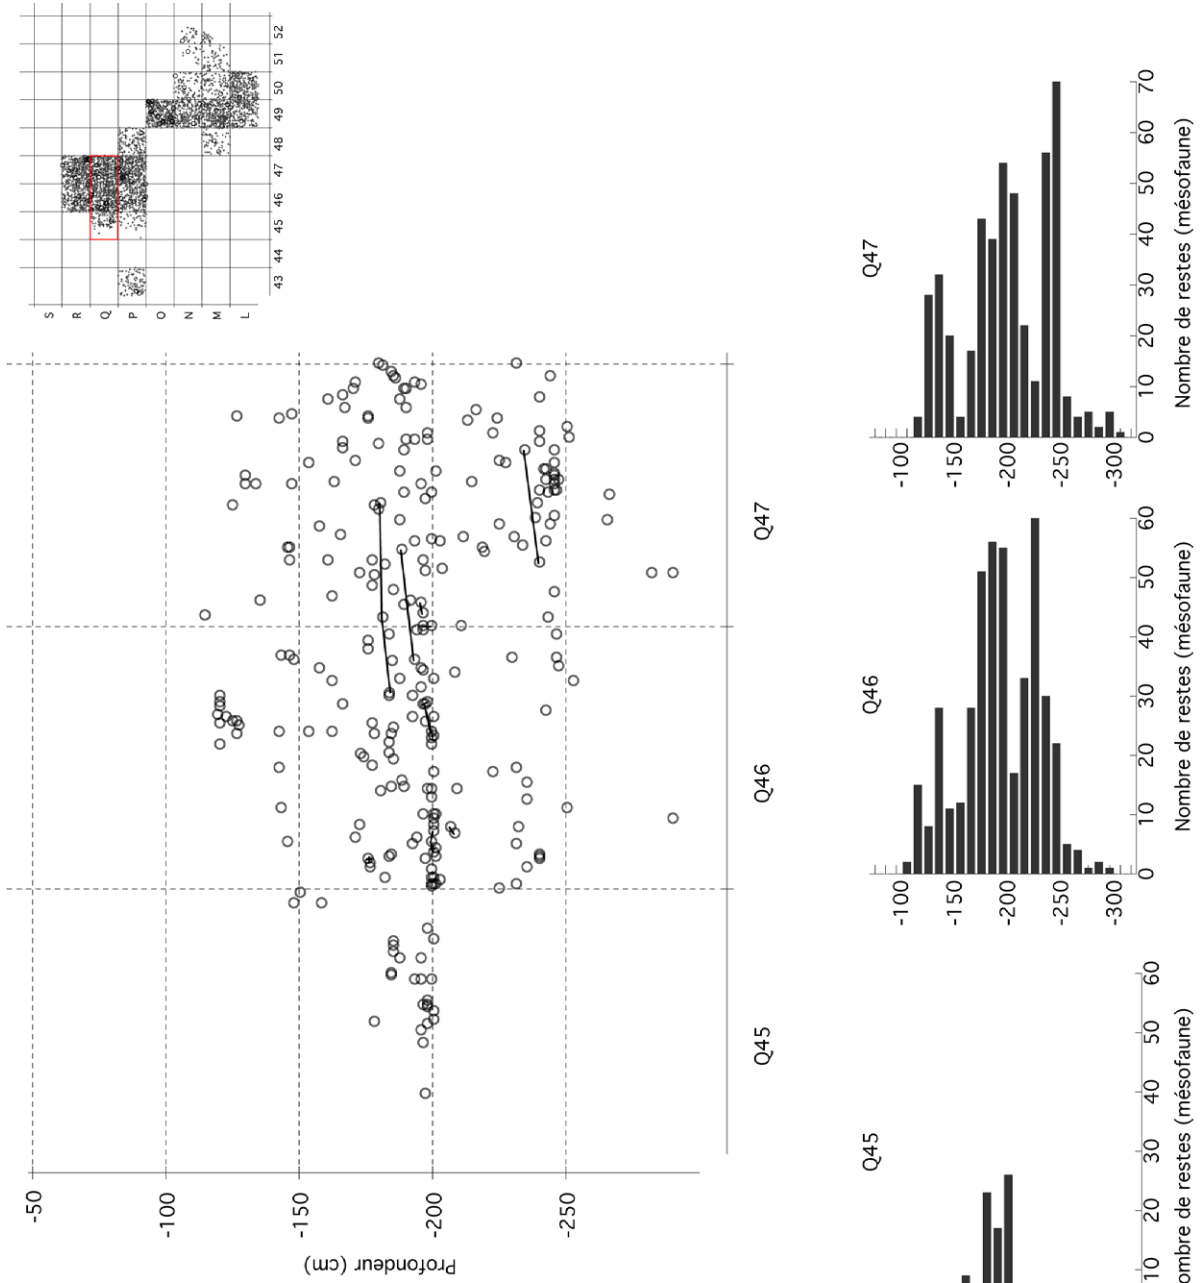 S
R
Q
P
O
N
M
L
43 44 45 46 47 48 49 50 51 52
-50
-100
-150
-200
-250
Profondeur (cm)
Q45 Q46 Q47
Q47
-100
-150
-200
-250
-300
0 10 20 30 40 50 60 70
Nombre de restes (mésofaune)
Q46
-100
-150
-200
-250
-300
0 10 20 30 40 50 60
Nombre de restes (mésofaune)
Q45
10 20 30 40 50 60
ombre de restes (mésofaune)